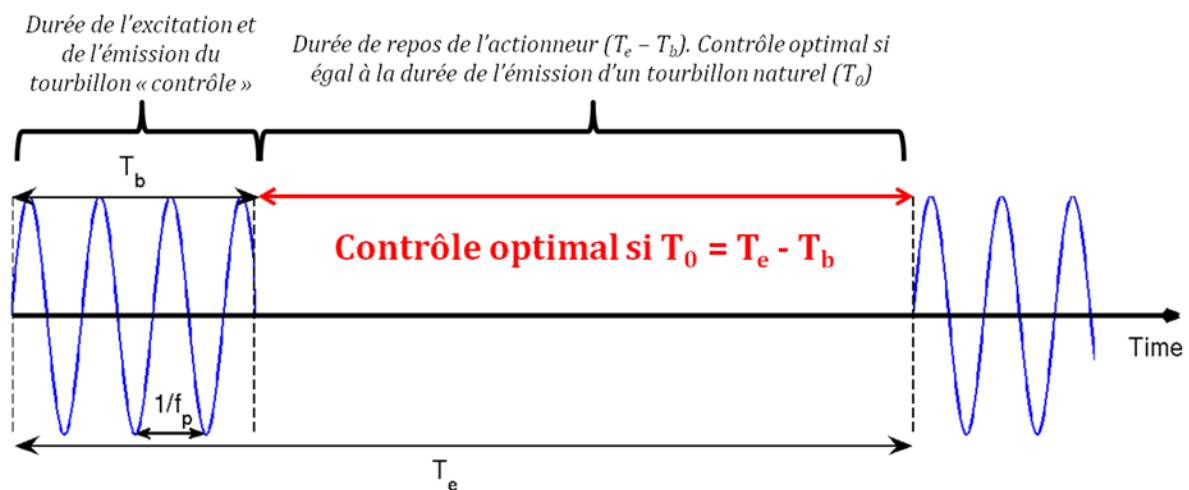 Durée de l'excitation et
de l'émission du
tourbillon « contrôle »
Durée de repos de l'actionneur (Te – Tb). Contrôle optimal si
égal à la durée de l'émission d'un tourbillon naturel (T0)
Tb
Contrôle optimal si T0 = Te - Tb
Time
1/fp
Te